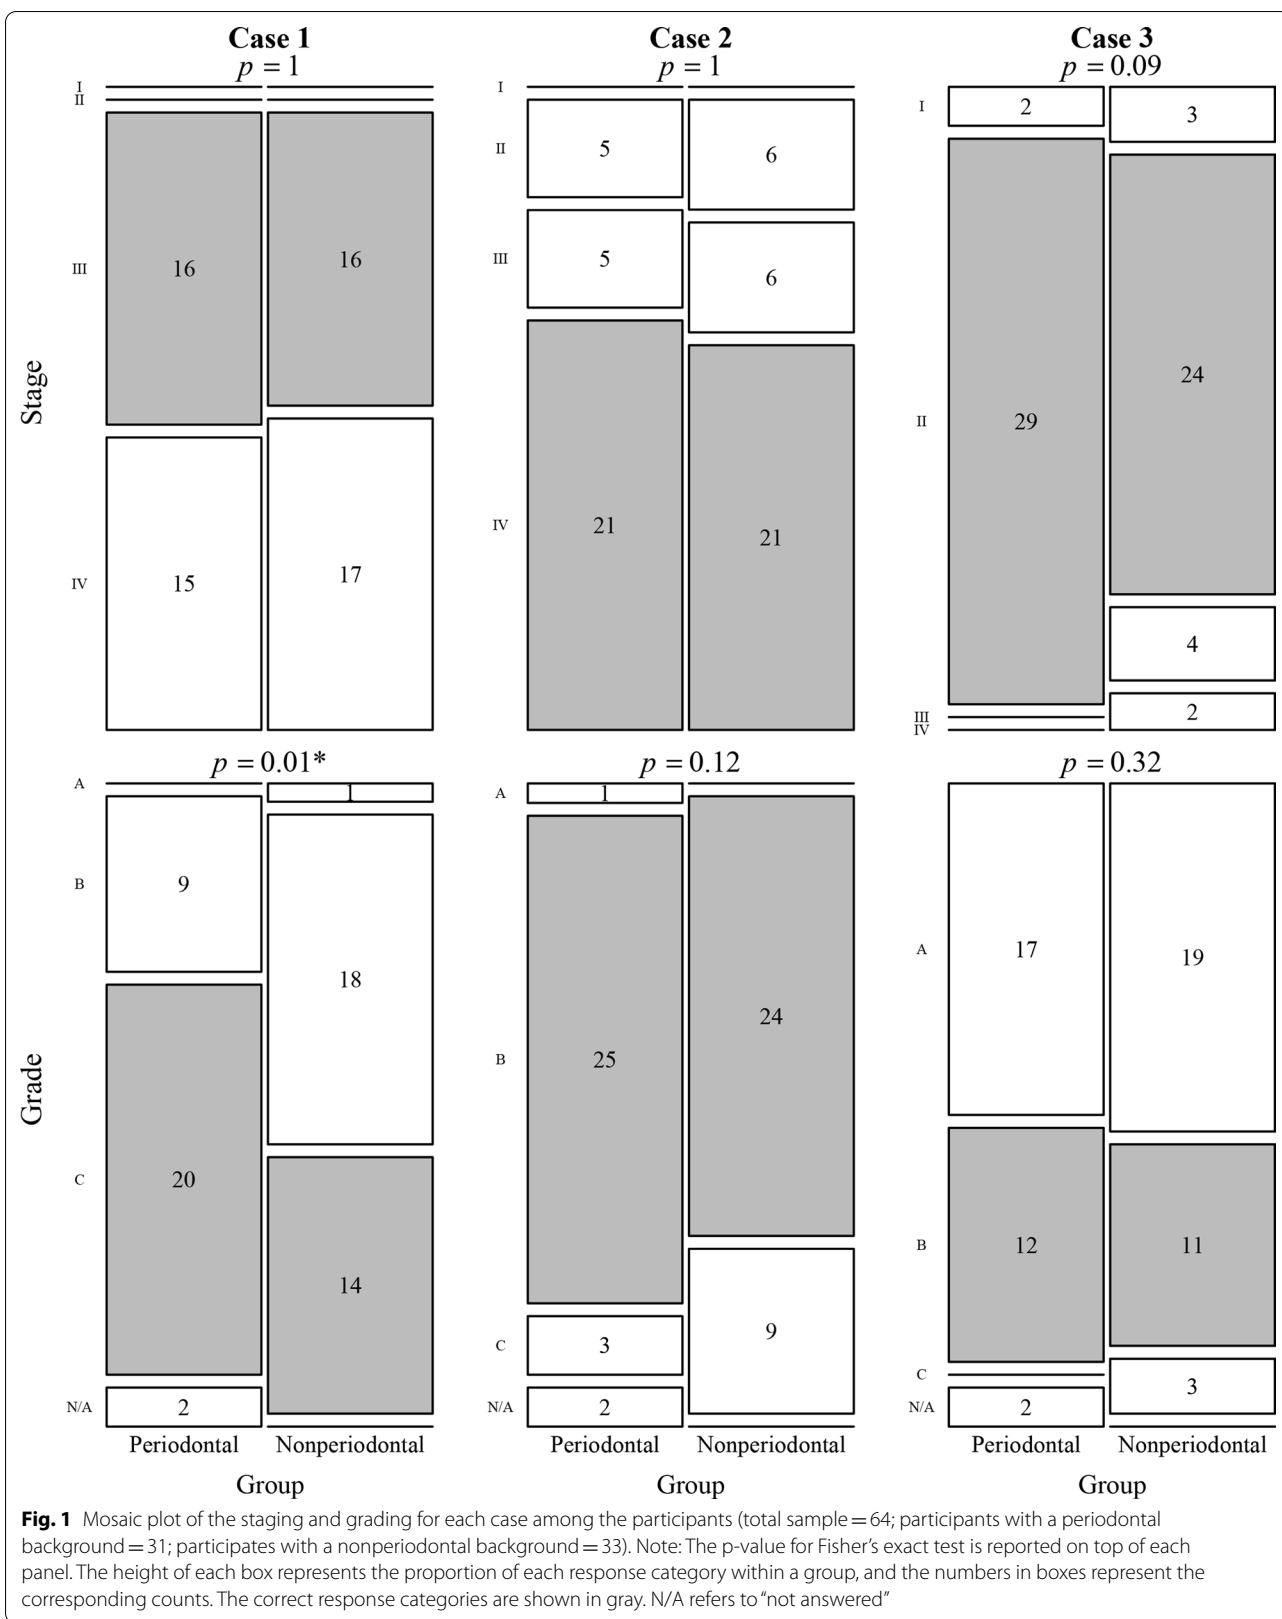 Case 1
Case 2
Case 3
p = 1
p = 1
p = 0.09
Stage
I
II
III
IV
16
16
15
17
I
II
III
IV
5
6
5
6
21
21
I
II
III
IV
2
3
29
24
4
2
p = 0.01*
p = 0.12
p = 0.32
Grade
A
B
C
N/A
1
9
18
20
14
2
A
B
C
N/A
1
25
24
3
9
2
A
B
C
N/A
17
19
12
11
3
2
Periodontal Nonperiodontal
Periodontal Nonperiodontal
Periodontal Nonperiodontal
Group
Group
Group
Fig. 1 Mosaic plot of the staging and grading for each case among the participants (total sample = 64; participants with a periodontal
background = 31; participates with a nonperiodontal background = 33). Note: The p-value for Fisher's exact test is reported on top of each
panel. The height of each box represents the proportion of each response category within a group, and the numbers in boxes represent the
corresponding counts. The correct response categories are shown in gray. N/A refers to "not answered"